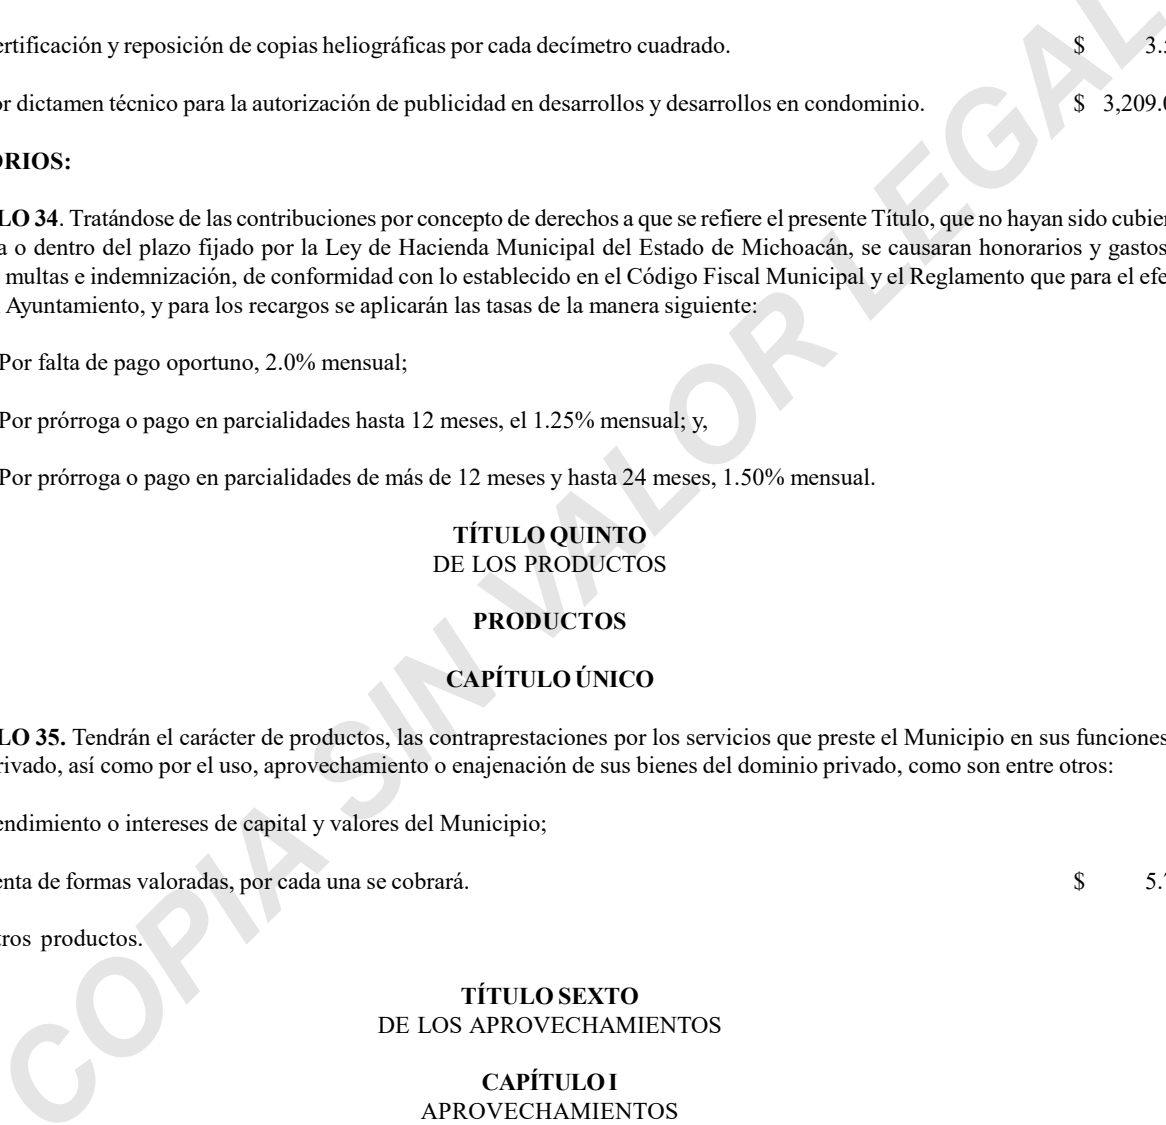 ertificación y reposición de copias heliográficas por cada decímetro cuadrado. $ 3.
or dictamen técnico para la autorización de publicidad en desarrollos y desarrollos en condominio. $ 3,209.
ORIOS:
LO 34. Tratándose de las contribuciones por concepto de derechos a que se refiere el presente Título, que no hayan sido cubier
a o dentro del plazo fijado por la Ley de Hacienda Municipal del Estado de Michoacán, se causaran honorarios y gastos
multas e indemnización, de conformidad con lo establecido en el Código Fiscal Municipal y el Reglamento que para el efe
Ayuntamiento, y para los recargos se aplicarán las tasas de la manera siguiente:
Por falta de pago oportuno, 2.0% mensual;
Por prórroga o pago en parcialidades hasta 12 meses, el 1.25% mensual; y,
Por prórroga o pago en parcialidades de más de 12 meses y hasta 24 meses, 1.50% mensual.
TÍTULO QUINTO
DE LOS PRODUCTOS
PRODUCTOS
CAPÍTULO ÚNICO
LO 35. Tendrán el carácter de productos, las contraprestaciones por los servicios que preste el Municipio en sus funciones
rivado, así como por el uso, aprovechamiento o enajenación de sus bienes del dominio privado, como son entre otros:
endimiento o intereses de capital y valores del Municipio;
enta de formas valoradas, por cada una se cobrará. $ 5.
tros productos.
TÍTULO SEXTO
DE LOS APROVECHAMIENTOS
CAPÍTULO I
APROVECHAMIENTOS
COPIA SIN VALOR LEGAL